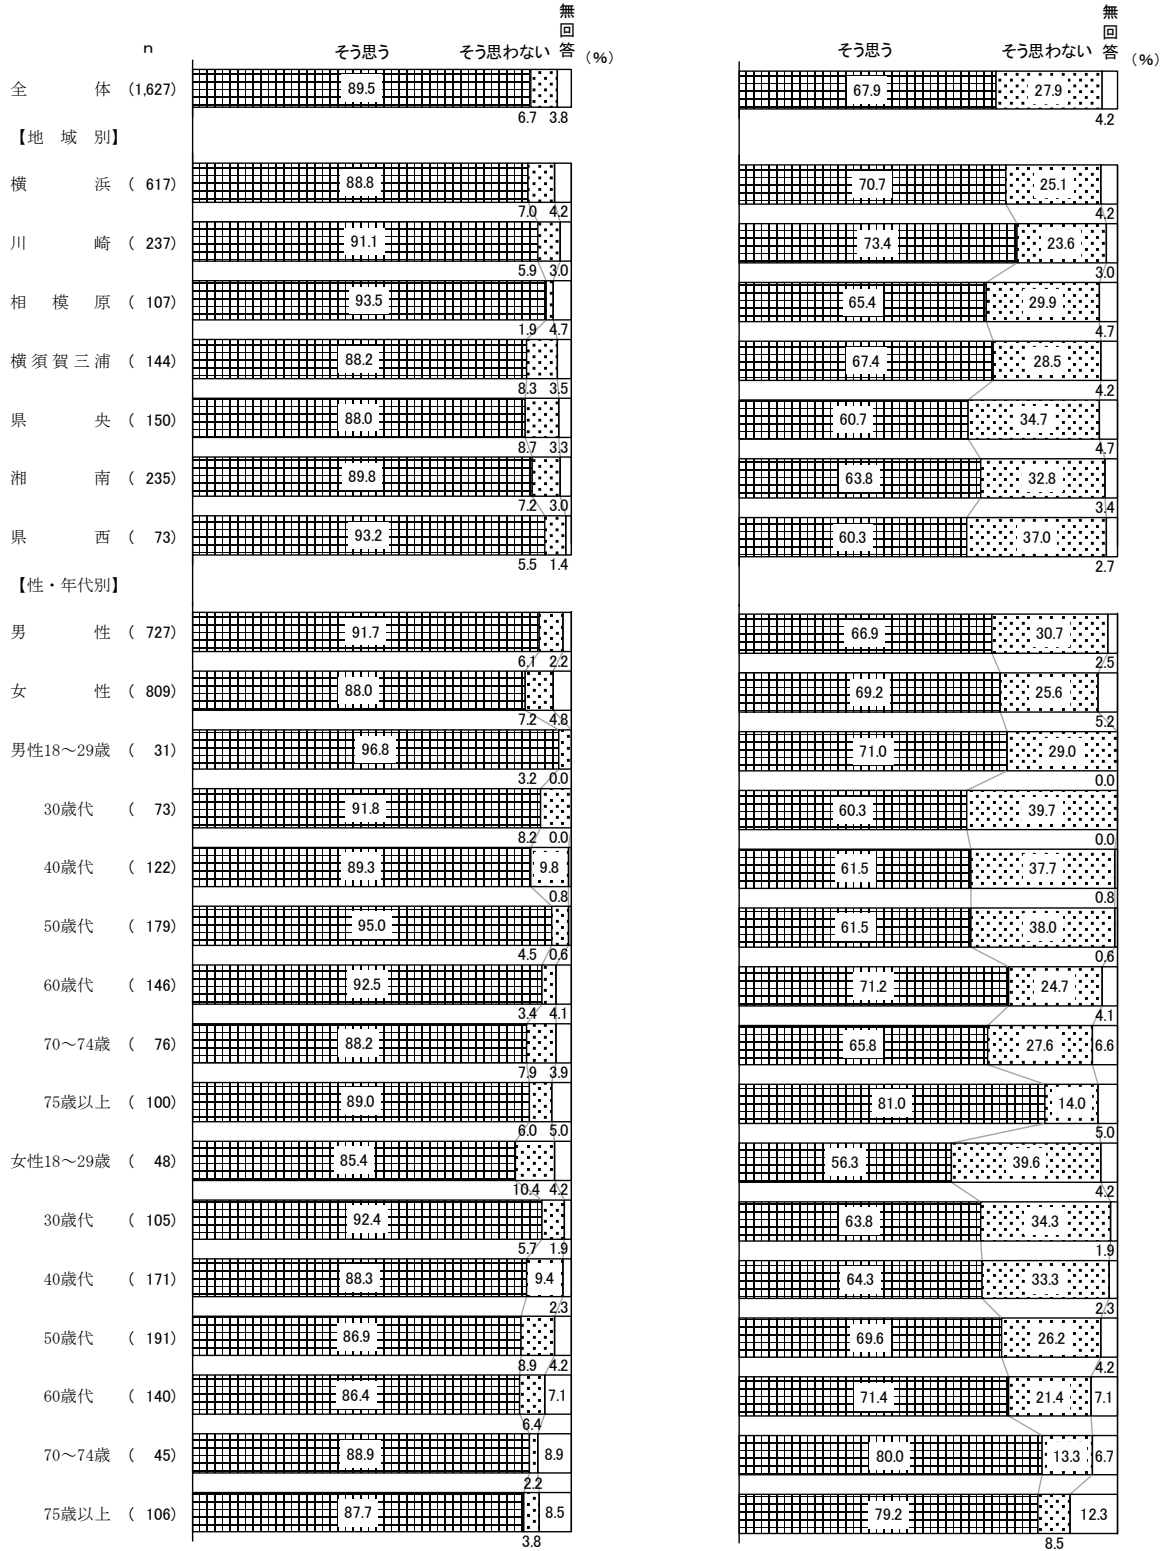 n そう思う そう思わない 無回答 (%) そう思う そう思わない 無回答 (%)
全体 (1,627) 89.5 6.7 3.8 67.9 27.9 4.2
【地域別】
横浜 ( 617) 88.8 7.0 4.2 70.7 25.1 4.2
川崎 ( 237) 91.1 5.9 3.0 73.4 23.6 3.0
相模原 ( 107) 93.5 1.9 4.7 65.4 29.9 4.7
横須賀三浦 ( 144) 88.2 8.3 3.5 67.4 28.5 4.2
県央 ( 150) 88.0 8.7 3.3 60.7 34.7 4.7
湘南 ( 235) 89.8 7.2 3.0 63.8 32.8 3.4
県西 ( 73) 93.2 5.5 1.4 60.3 37.0 2.7
【性・年代別】
男性 ( 727) 91.7 6.1 2.2 66.9 30.7 2.5
女性 ( 809) 88.0 7.2 4.8 69.2 25.6 5.2
男性18～29歳 ( 31) 96.8 3.2 0.0 71.0 29.0 0.0
30歳代 ( 73) 91.8 8.2 0.0 60.3 39.7 0.0
40歳代 ( 122) 89.3 9.8 0.8 61.5 37.7 0.8
50歳代 ( 179) 95.0 4.5 0.6 61.5 38.0 0.6
60歳代 ( 146) 92.5 3.4 4.1 71.2 24.7 4.1
70～74歳 ( 76) 88.2 7.9 3.9 65.8 27.6 6.6
75歳以上 ( 100) 89.0 6.0 5.0 81.0 14.0 5.0
女性18～29歳 ( 48) 85.4 10.4 4.2 56.3 39.6 4.2
30歳代 ( 105) 92.4 5.7 1.9 63.8 34.3 1.9
40歳代 ( 171) 88.3 9.4 2.3 64.3 33.3 2.3
50歳代 ( 191) 86.9 8.9 4.2 69.6 26.2 4.2
60歳代 ( 140) 86.4 6.4 7.1 71.4 21.4 7.1
70～74歳 ( 45) 88.9 2.2 8.9 80.0 13.3 6.7
75歳以上 ( 106) 87.7 3.8 8.5 79.2 8.5 12.3